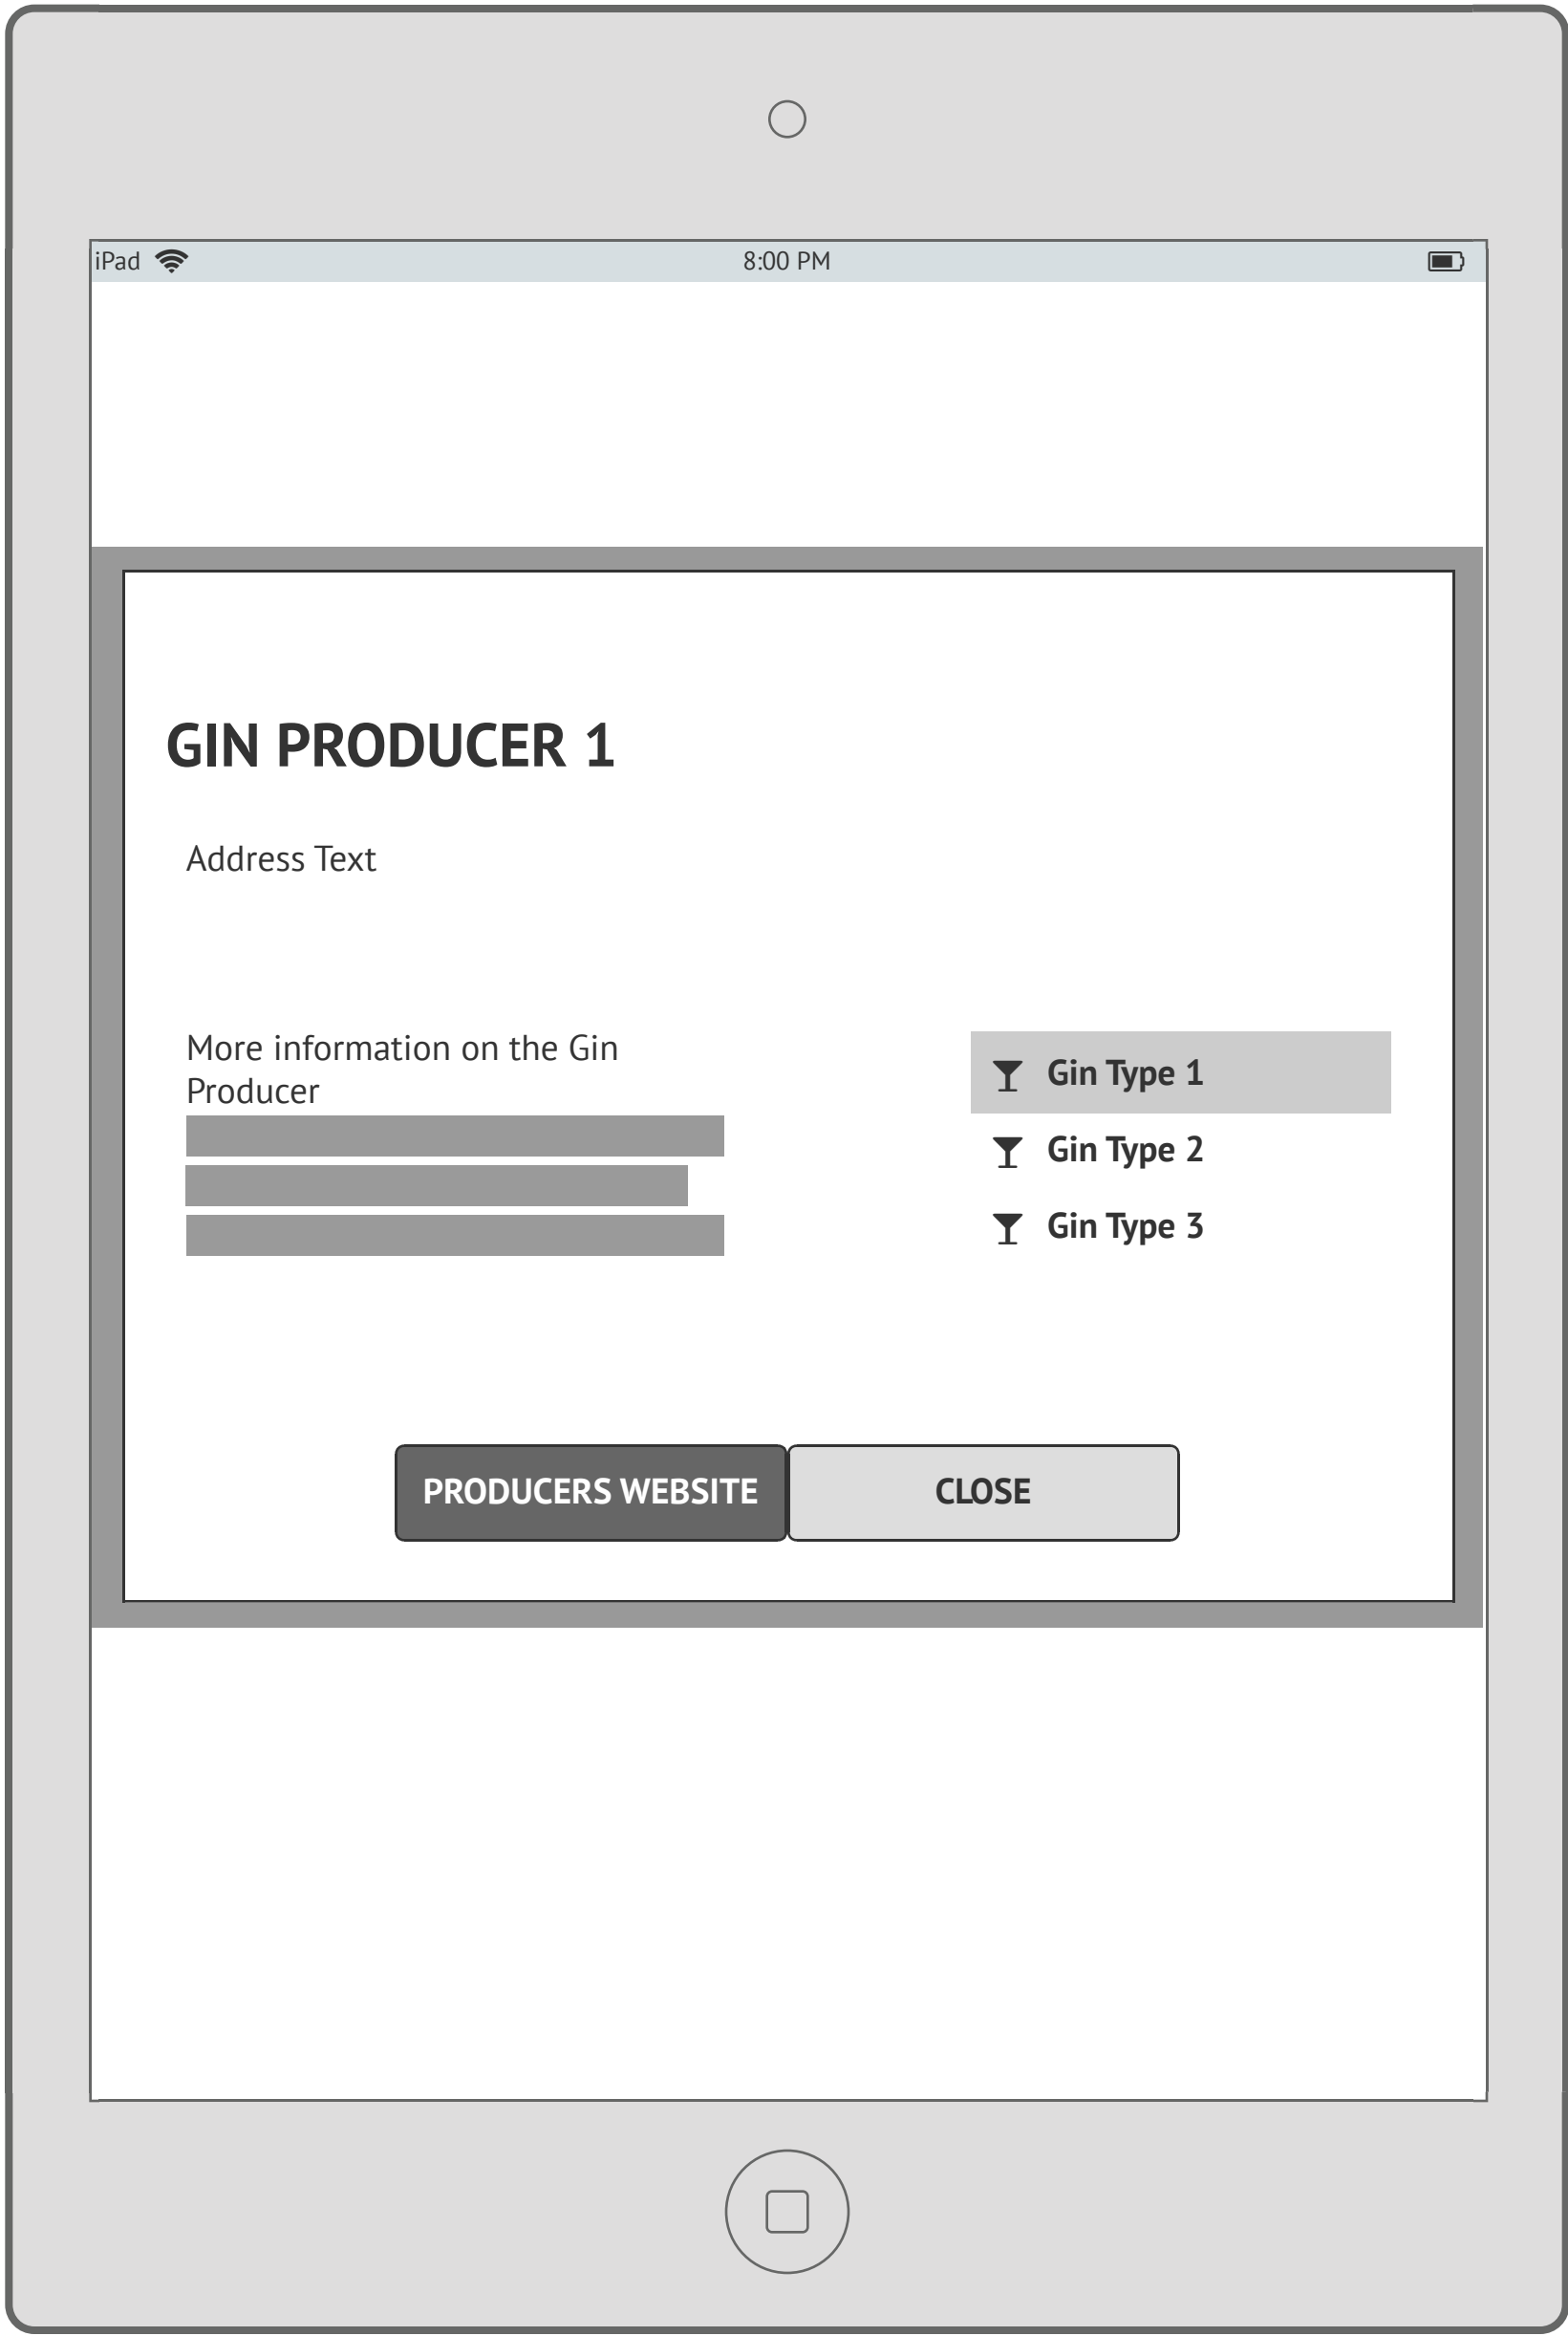 iPad
8:00 PM
GIN PRODUCER 1
Address Text
More information on the Gin
Producer
Gin Type 1
Gin Type 2
Gin Type 3
PRODUCERS WEBSITE
CLOSE